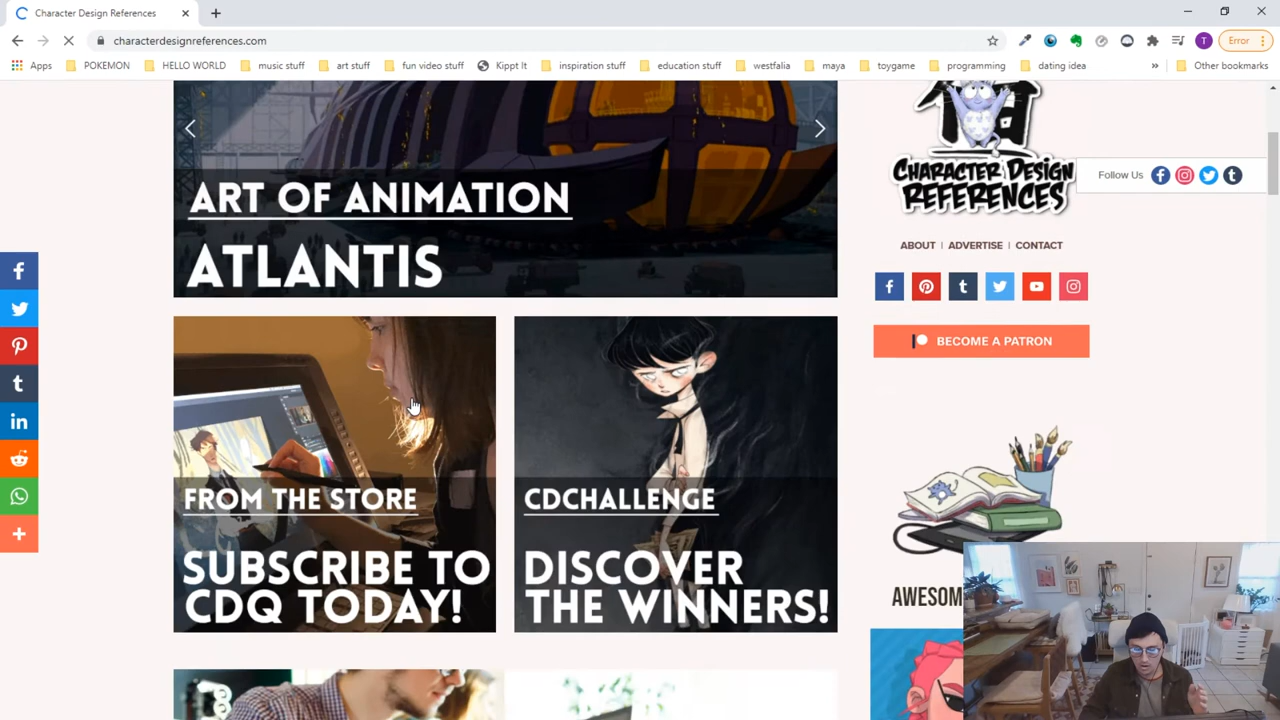 Character Design References
characterdesignreferences.com
Error
Apps
POKEMON
HELLO WORLD
music stuff
art stuff
fun video stuff
Kippt It
inspiration stuff
education stuff
westfalia
maya
toygame
programming
dating idea
»
Other bookmarks
ART OF ANIMATION
ATLANTIS
CHARACTER DESIGN
REFERENCES
Follow Us
ABOUT | ADVERTISE | CONTACT
BECOME A PATRON
FROM THE STORE
SUBSCRIBE TO
CDQ TODAY!
CDCHALLENGE
DISCOVER
THE WINNERS!
AWESOM